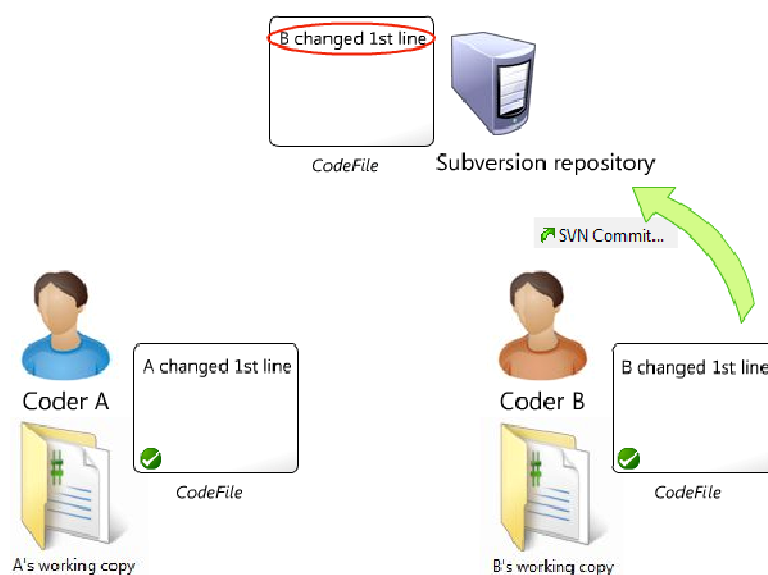 B changed 1st line
CodeFile
Subversion repository
SVN Commit...
A changed 1st line
Coder A
CodeFile
A's working copy
B changed 1st line
Coder B
CodeFile
B's working copy